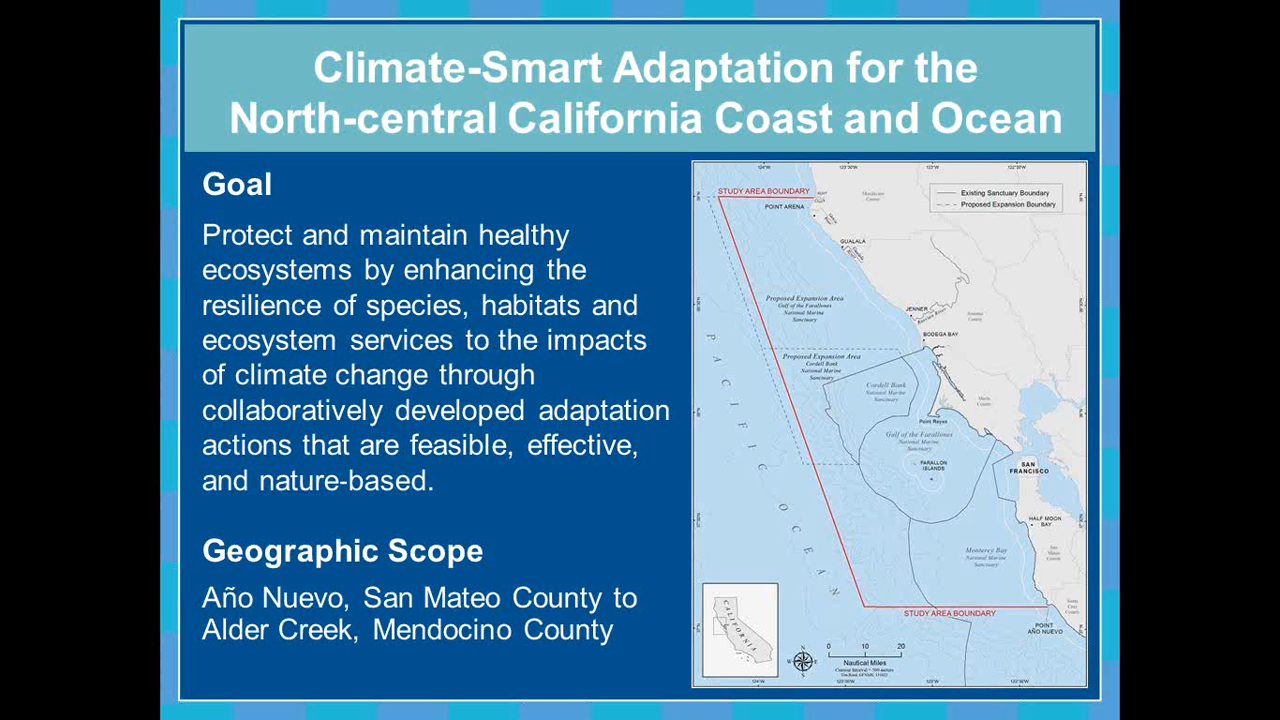 Climate-Smart Adaptation for the
North-central California Coast and Ocean
Goal
Protect and maintain healthy
ecosystems by enhancing the
resilience of species, habitats and
ecosystem services to the impacts
of climate change through
collaboratively developed adaptation
actions that are feasible, effective,
and nature-based.
Geographic Scope
Año Nuevo, San Mateo County to
Alder Creek, Mendocino County
STUDY AREA BOUNDARY
POINT ARENA
Existing Sanctuary Boundary
Proposed Expansion Boundary
GUALALA
Proposed Expansion Area
Gulf of the Farallones
National Marine
Sanctuary
JENNER
BODEGA BAY
Proposed Expansion Area
Cordell Bank
National Marine
Sanctuary
Cordell Bank
National Marine
Sanctuary
Point Reyes
Gulf of the Farallones
National Marine
Sanctuary
FARALLON
ISLANDS
SAN
FRANCISCO
PACIFIC OCEAN
HALF MOON
BAY
Monterey Bay
National Marine
Sanctuary
STUDY AREA BOUNDARY
POINT
AÑO NUEVO
CALIFORNIA
N
W E
S
0 10 20
Nautical Miles